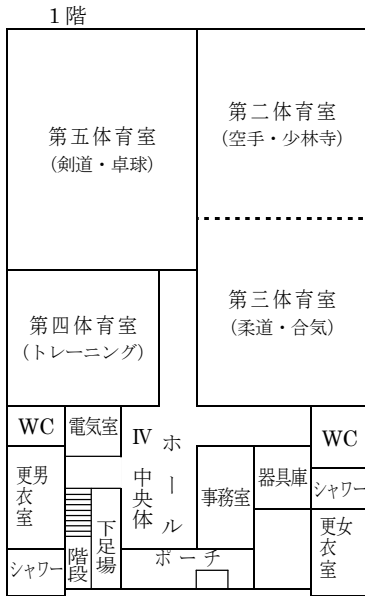 1階
第五体育室
(剣道・卓球)
第二体育室
(空手・少林寺)
第四体育室
(トレーニング)
第三体育室
(柔道・合気)
WC
電気室
Ⅳ 中央体
ホール
WC
更衣室
男
事務室
器具庫
シャワー
シャワー
階段
下足場
ポーチ
更衣室
女